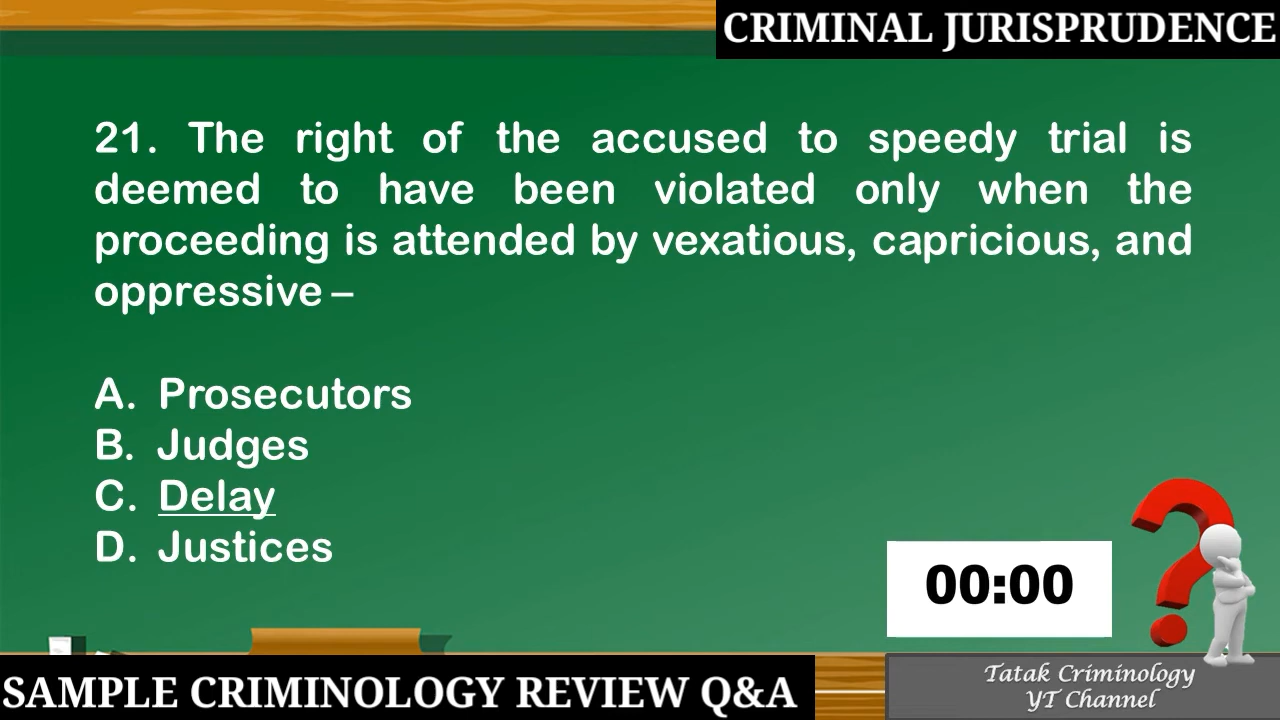 CRIMINAL JURISPRUDENCE
21. The right of the accused to speedy trial is
deemed to have been violated only when the
proceeding is attended by vexatious, capricious, and
oppressive –
A. Prosecutors
B. Judges
C. Delay
D. Justices
00:00
Tatak Criminology
YT Channel
SAMPLE CRIMINOLOGY REVIEW Q&A